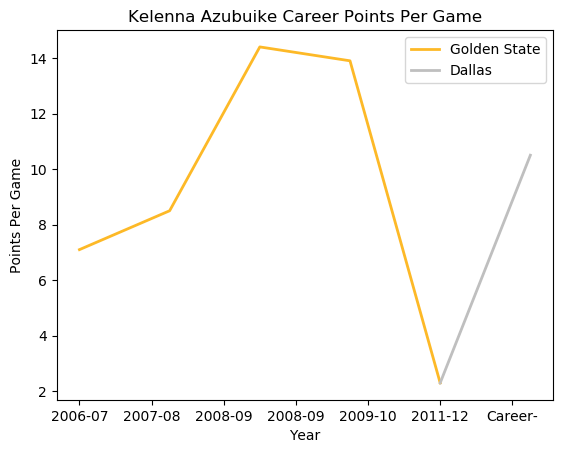 Kelenna Azubuike Career Points Per Game
Golden State
Dallas
Points Per Game
14
12
10
8
6
4
2
2006-07 2007-08 2008-09 2008-09 2009-10 2011-12 Career-
Year